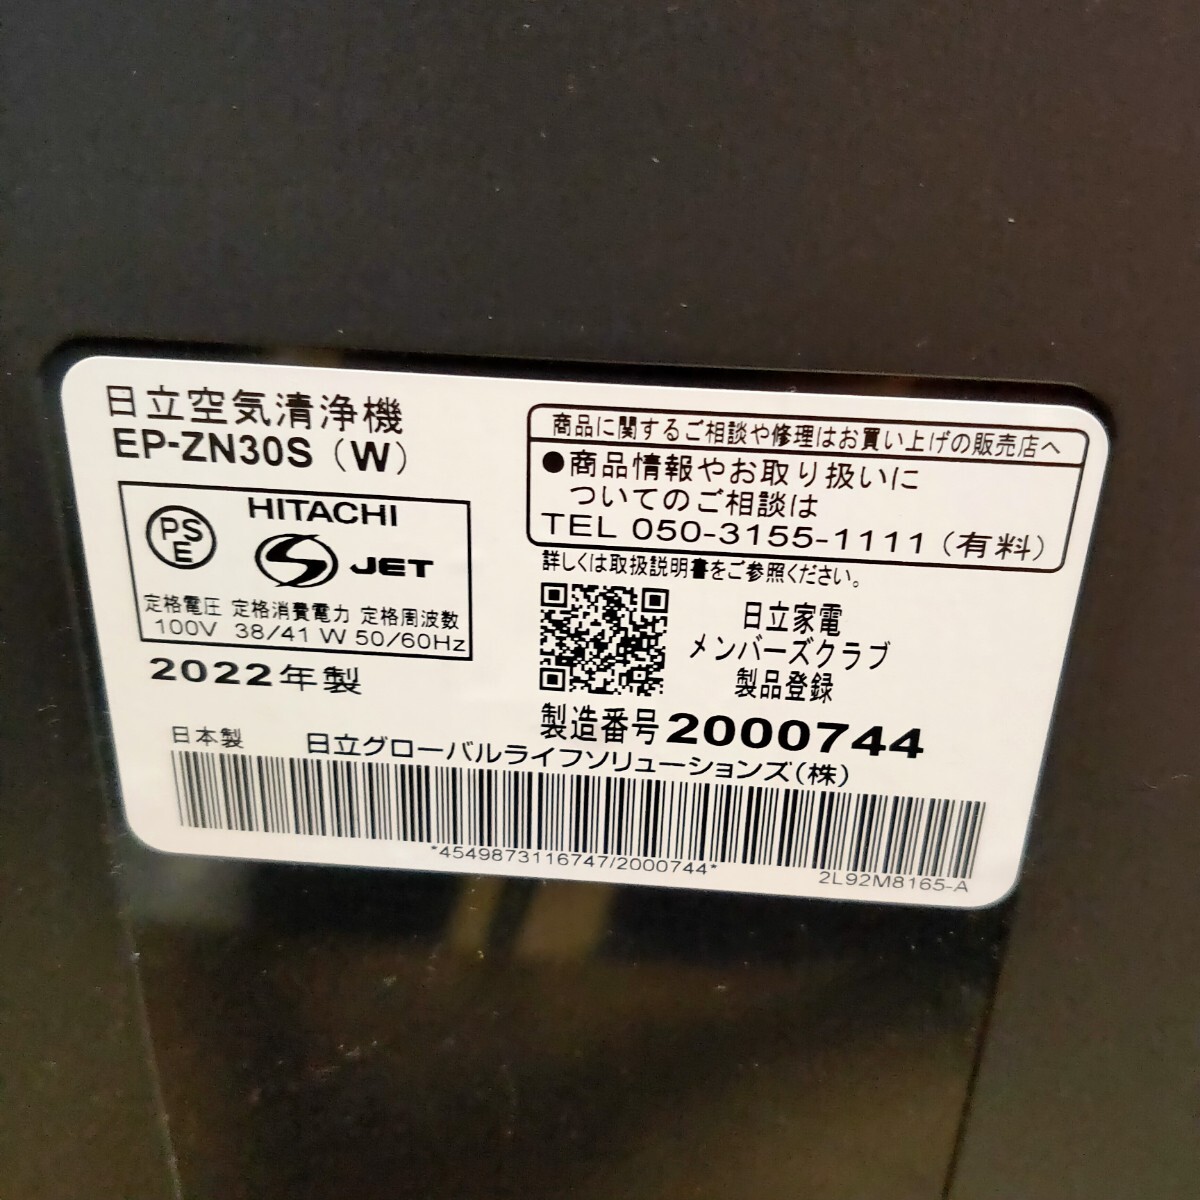 日立空気清浄機
EP-ZN30S（W）
PS
E
HITACHI
S JET
定格電圧 定格消費電力 定格周波数
100V 38/41 W 50/60Hz
2022年製
商品に関するご相談や修理はお買い上げの販売店へ
●商品情報やお取り扱いに
ついてのご相談は
TEL 050-3155-1111（有料）
詳しくは取扱説明書をご参照ください。
日立家電
メンバーズクラブ
製品登録
製造番号 2000744
日本製 日立グローバルライフソリューションズ（株）
*4549873116747/2000744*
2L92M8165-A